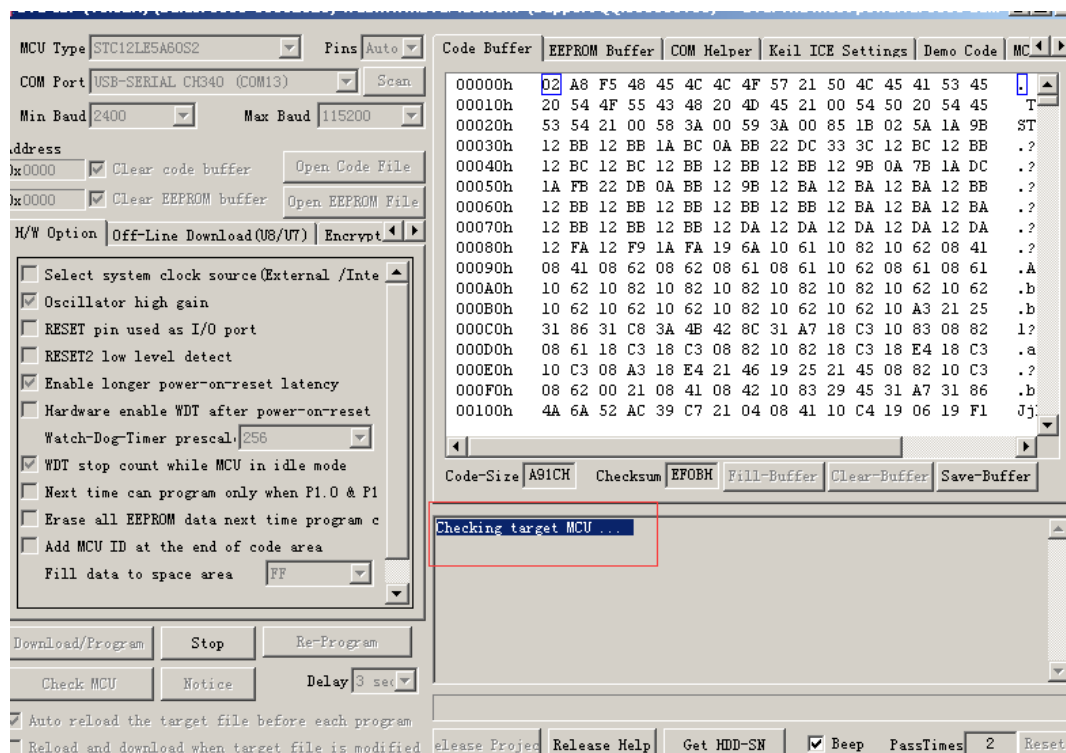 MCU Type STC12LE5A60S2 Pins Auto
COM Port USB-SERIAL CH340 (COM13) Scan
Min Baud 2400 Max Baud 115200
0x0000 Clear code buffer Open Code File
0x0000 Clear EEPROM buffer Open EEPROM File
H/W Option Off-Line Download(U8/U7) Encrypt
Select system clock source(External /Inte
Oscillator high gain
RESET pin used as I/O port
RESET2 low level detect
Enable longer power-on-reset latency
Hardware enable WDT after power-on-reset
Watch-Dog-Timer prescal 256
WDT stop count while MCU in idle mode
Next time can program only when P1.0 & P1
Erase all EEPROM data next time program c
Add MCU ID at the end of code area
Fill data to space area FF
Download/Program Stop Re-Program
Check MCU Notice Delay 3 sec
Auto reload the target file before each program
Reload and download when target file is modified
Code Buffer EEPROM Buffer COM Helper Keil ICE Settings Demo Code MC
00000h 02 A8 F5 48 45 4C 4C 4F 57 21 50 4C 45 41 53 45 .
00010h 20 54 4F 55 43 48 20 4D 45 21 00 54 50 20 54 45 T
00020h 53 54 21 00 58 3A 00 59 3A 00 85 1B 02 5A 1A 9B ST
00030h 12 BB 12 BB 1A BC 0A BB 22 DC 33 3C 12 BC 12 BB .?
00040h 12 BC 12 BC 12 BB 12 BB 12 BB 12 9B 0A 7B 1A DC .?
00050h 1A FB 22 DB 0A BB 12 9B 12 BA 12 BA 12 BA 12 BB .?
00060h 12 BB 12 BB 12 BB 12 BB 12 BB 12 BA 12 BA 12 BA .?
00070h 12 BB 12 BB 12 BB 12 DA 12 DA 12 DA 12 DA 12 DA .?
00080h 12 FA 12 F9 1A FA 19 6A 10 61 10 82 10 62 08 41 .?
00090h 08 41 08 62 08 62 08 61 08 61 10 62 08 61 08 61 .A
000A0h 10 62 10 82 10 82 10 82 10 62 10 82 10 82 10 62 .b
000B0h 10 62 10 62 10 62 10 82 10 62 10 62 10 A3 21 25 .b
000C0h 31 86 31 C8 3A 4B 42 8C 31 A7 18 C3 10 83 08 82 1?
000D0h 08 61 18 C3 18 C3 08 82 10 82 18 C3 18 E4 18 C3 .a
000E0h 10 C3 08 A3 18 E4 21 46 19 25 21 45 08 82 10 C3 .?
000F0h 08 62 00 21 08 41 08 42 10 83 29 45 31 A7 31 86 .b
00100h 4A 6A 52 AC 39 C7 21 04 08 41 10 C4 19 06 19 F1 Jj
Code-Size A91CH Checksum EF0BH Fill-Buffer Clear-Buffer Save-Buffer
Checking target MCU ...
Release Help Get HDD-SN Beep PassTimes 2 Reset